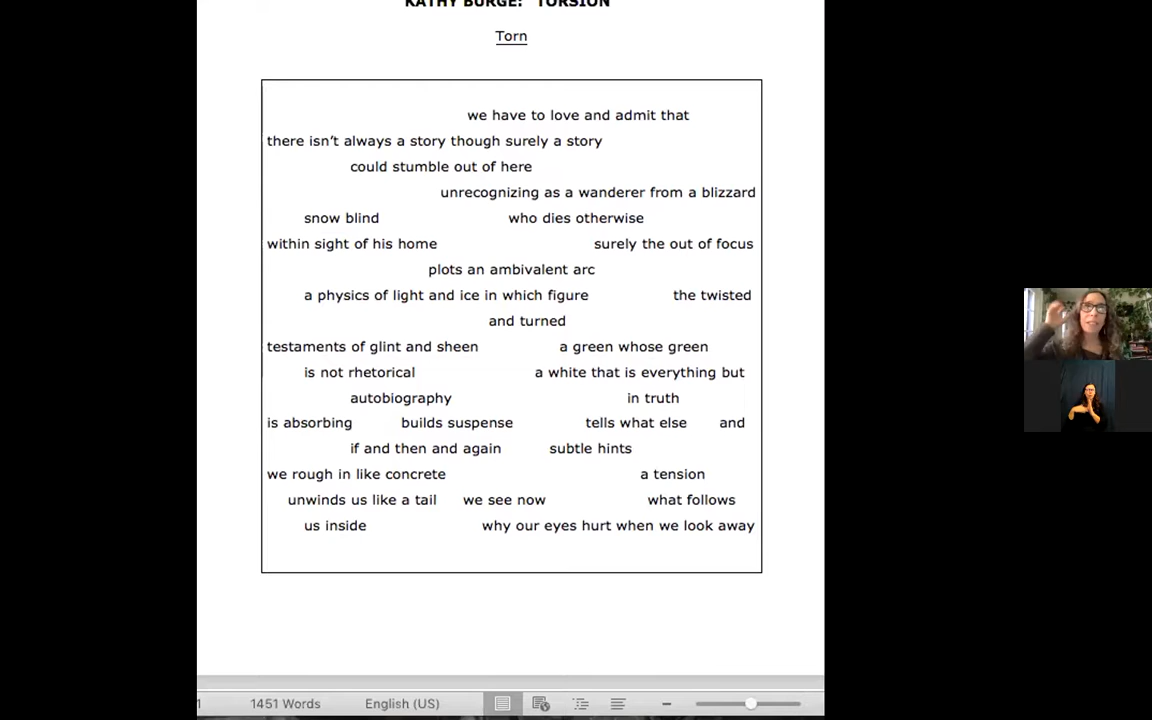 KATHY BURGE: TORSION
Torn
we have to love and admit that
there isn't always a story though surely a story
could stumble out of here
unrecognizing as a wanderer from a blizzard
snow blind who dies otherwise
within sight of his home surely the out of focus
plots an ambivalent arc
a physics of light and ice in which figure the twisted
and turned
testaments of glint and sheen a green whose green
is not rhetorical a white that is everything but
autobiography in truth
is absorbing builds suspense tells what else and
if and then and again subtle hints
we rough in like concrete a tension
unwinds us like a tail we see now what follows
us inside why our eyes hurt when we look away
1 1451 Words English (US)